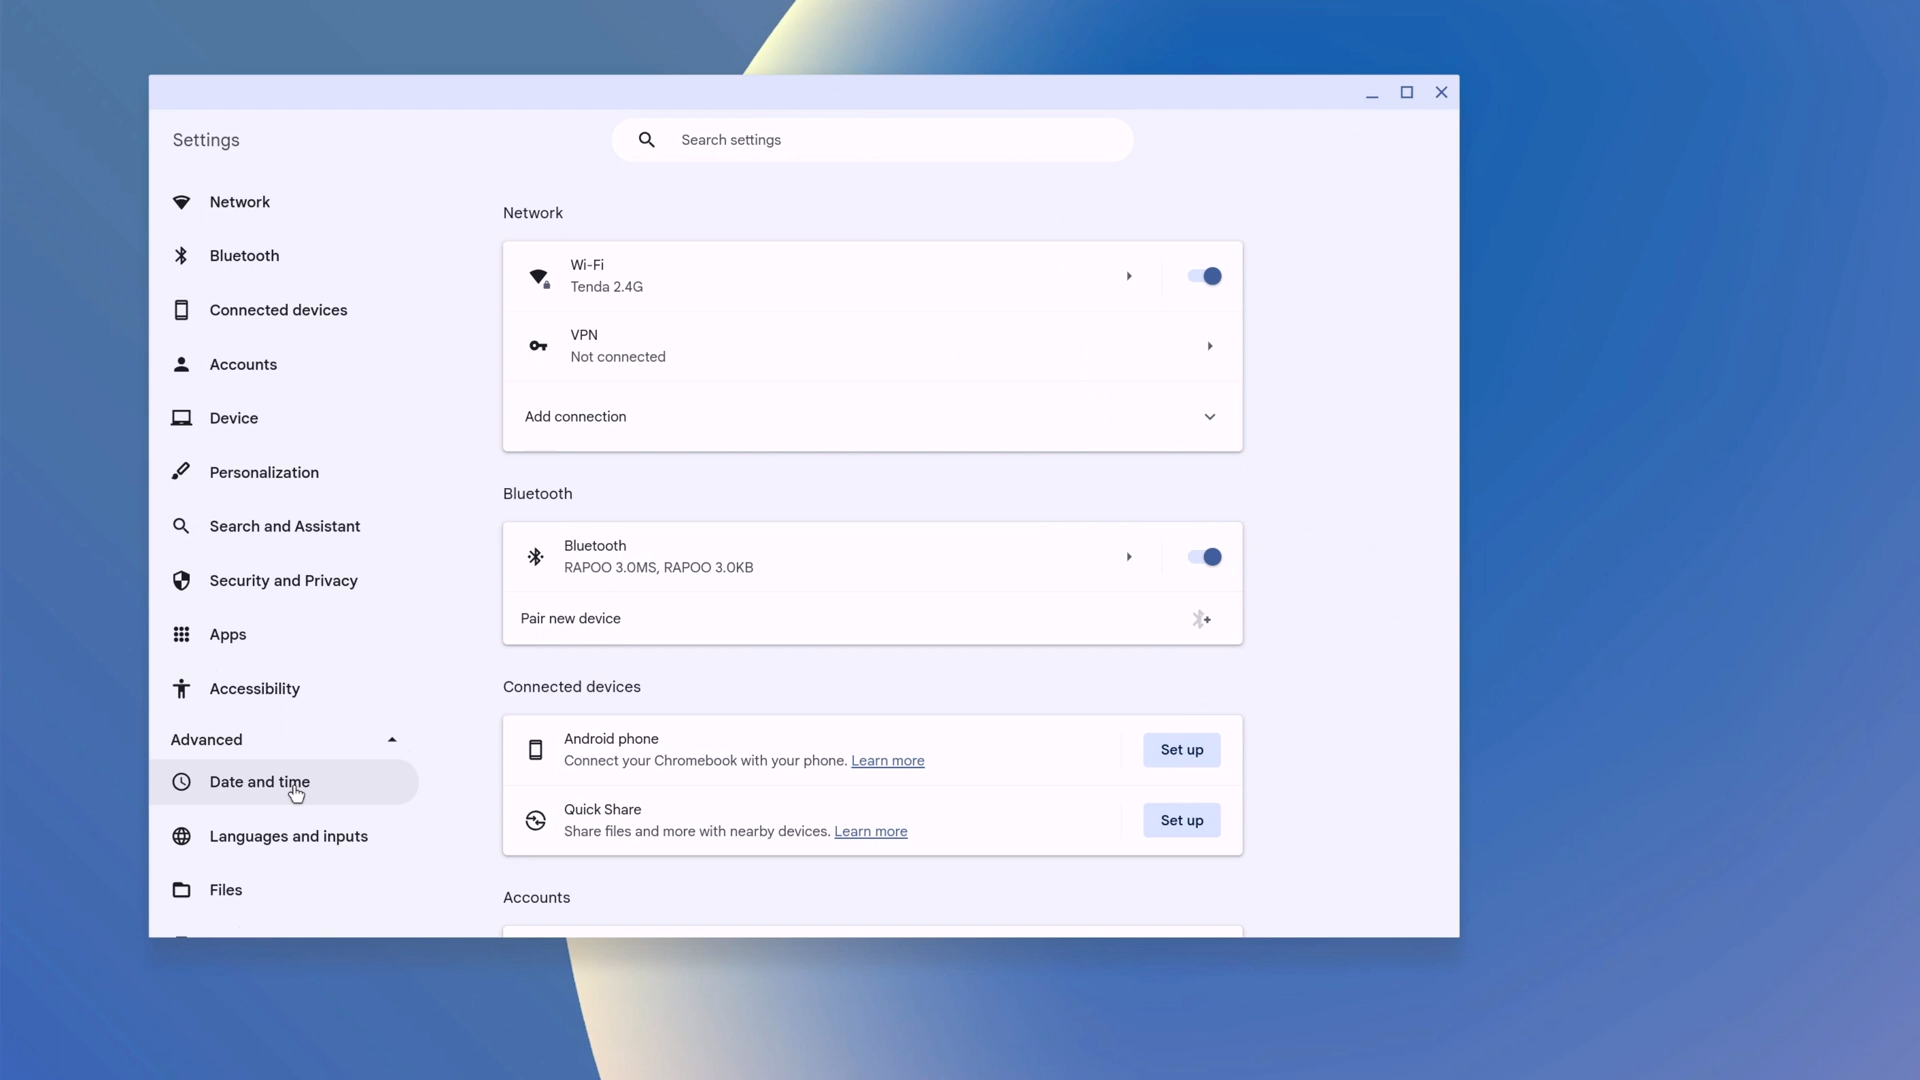 Settings
Search settings
Network
Bluetooth
Connected devices
Accounts
Device
Personalization
Search and Assistant
Security and Privacy
Apps
Accessibility
Advanced
Date and time
Languages and inputs
Files
Network
Wi-Fi
Tenda 2.4G
VPN
Not connected
Add connection
Bluetooth
Bluetooth
RAPOO 3.0MS, RAPOO 3.0KB
Pair new device
Connected devices
Android phone
Connect your Chromebook with your phone. Learn more
Set up
Quick Share
Share files and more with nearby devices. Learn more
Set up
Accounts